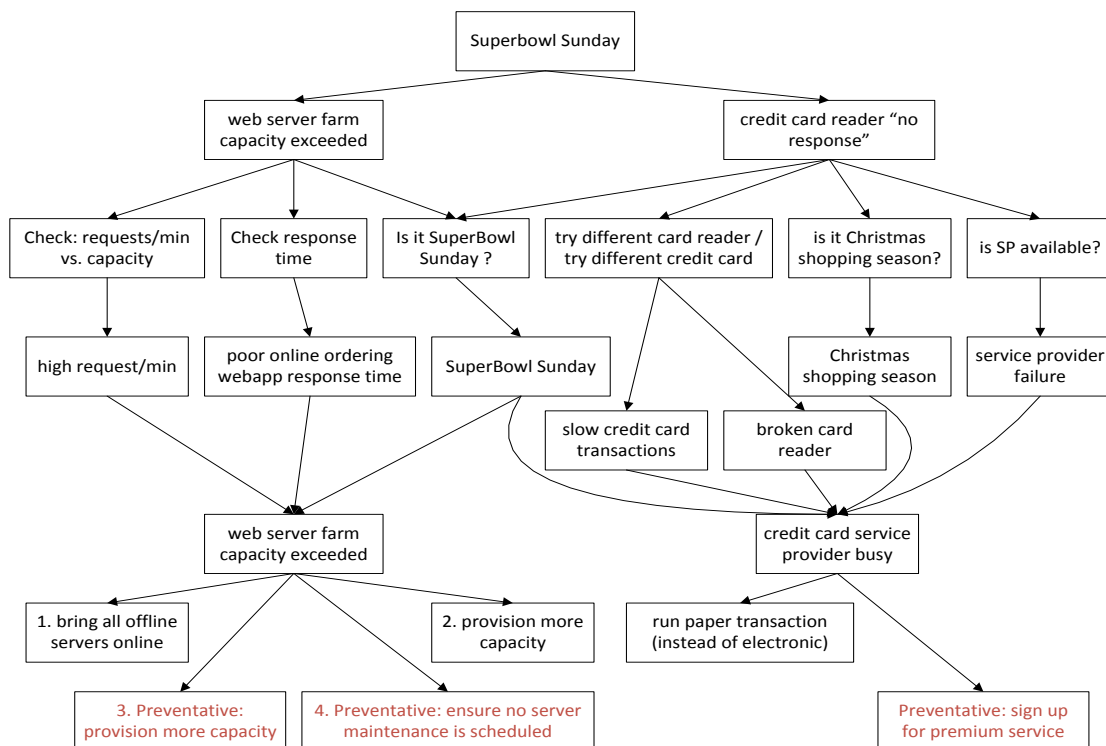 Superbowl Sunday
web server farm
capacity exceeded
credit card reader “no
response”
Check: requests/min
vs. capacity
Check response
time
Is it SuperBowl
Sunday ?
try different card reader /
try different credit card
is it Christmas
shopping season?
is SP available?
high request/min
poor online ordering
webapp response time
SuperBowl Sunday
Christmas
shopping season
service provider
failure
slow credit card
transactions
broken card
reader
web server farm
capacity exceeded
credit card service
provider busy
1. bring all offline
servers online
2. provision more
capacity
run paper transaction
(instead of electronic)
3. Preventative:
provision more capacity
4. Preventative: ensure no server
maintenance is scheduled
Preventative: sign up
for premium service